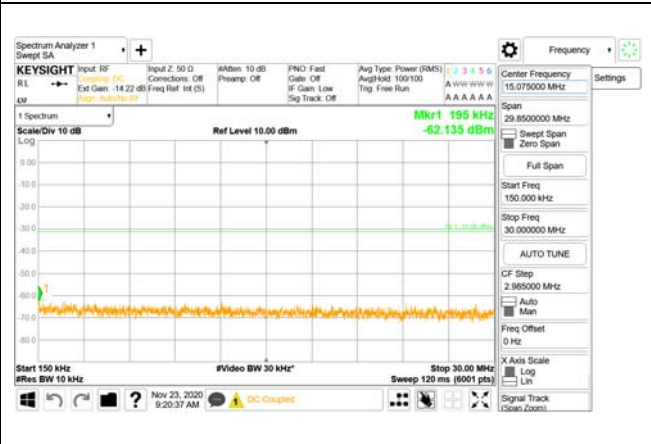 Spectrum Analyzer 1
Swept SA
Frequency
KEYSIGHT
RL
Input: RF
Coupling: DC
Ext Gain: -14.22 dB
Align: Auto/No RF
Input Z: 50 Ω
Corrections: Off
Freq Ref: Int (S)
#Atten: 10 dB
Preamp: Off
PNO: Fast
Gate: Off
IF Gain: Low
Sig Track: Off
Avg Type: Power (RMS)
Avg|Hold: 100/100
Trig: Free Run
1 2 3 4 5 6
A W W W W W
A A A A A A
1 Spectrum
Scale/Div 10 dB
Log
Ref Level 10.00 dBm
Mkr1 195 kHz
-62.135 dBm
0.00
-10.0
-20.0
-30.0
-40.0
-50.0
-60.0
-70.0
-80.0
1
Start 150 kHz
#Res BW 10 kHz
#Video BW 30 kHz*
Stop 30.00 MHz
Sweep 120 ms (6001 pts)
Nov 23, 2020
9:20:37 AM
DC Coupled
Center Frequency
15.075000 MHz
Settings
Span
29.8500000 MHz
Swept Span
Zero Span
Full Span
Start Freq
150.000 kHz
Stop Freq
30.000000 MHz
AUTO TUNE
CF Step
2.985000 MHz
Auto
Man
Freq Offset
0 Hz
X Axis Scale
Log
Lin
Signal Track
(Span Zoom)